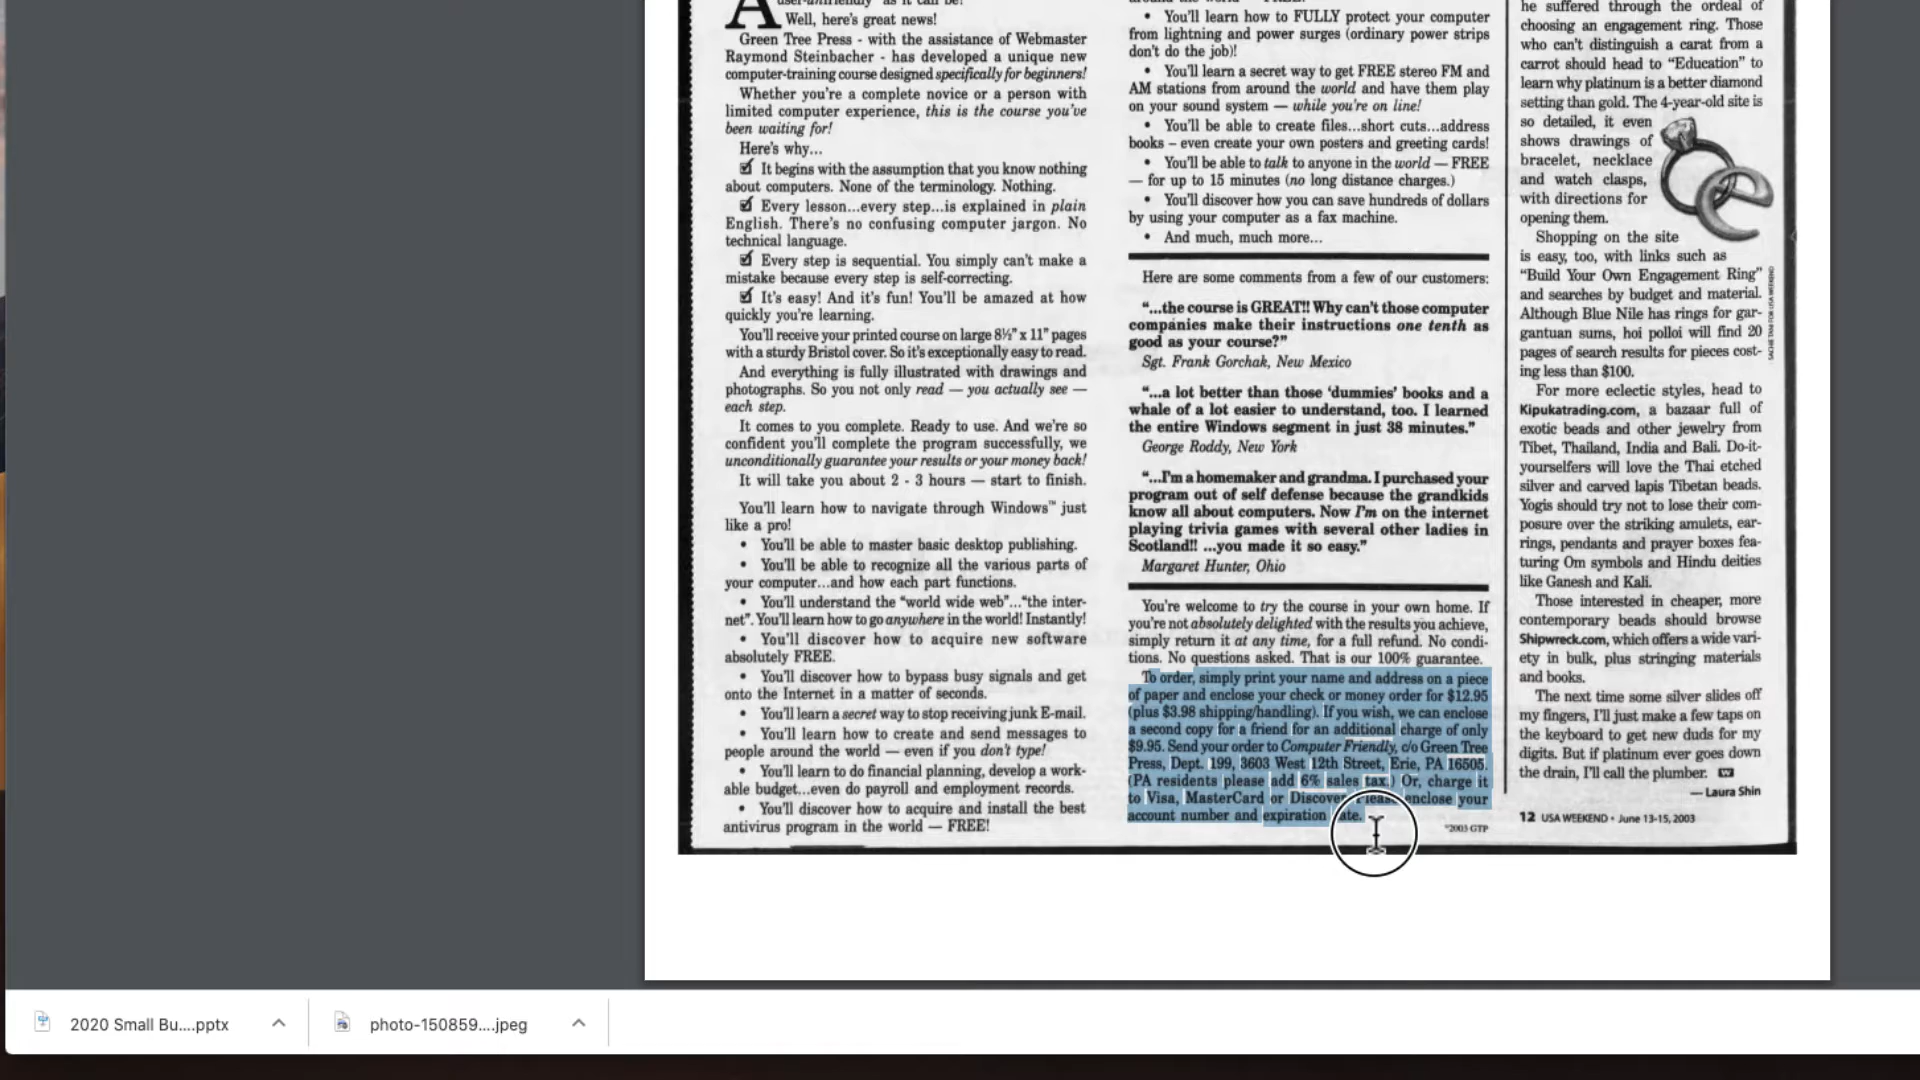 A user-unfriendly as it can be!
Well, here's great news!
Green Tree Press - with the assistance of Webmaster
Raymond Steinbacher - has developed a unique new
computer-training course designed specifically for beginners!
Whether you're a complete novice or a person with
limited computer experience, this is the course you've
been waiting for!
Here's why...
It begins with the assumption that you know nothing
about computers. None of the terminology. Nothing.
Every lesson...every step...is explained in plain
English. There's no confusing computer jargon. No
technical language.
Every step is sequential. You simply can't make a
mistake because every step is self-correcting.
It's easy! And it's fun! You'll be amazed at how
quickly you're learning.
You'll receive your printed course on large 8½" x 11" pages
with a sturdy Bristol cover. So it's exceptionally easy to read.
And everything is fully illustrated with drawings and
photographs. So you not only read — you actually see —
each step.
It comes to you complete. Ready to use. And we're so
confident you'll complete the program successfully, we
unconditionally guarantee your results or your money back!
It will take you about 2 - 3 hours — start to finish.
You'll learn how to navigate through Windows™ just
like a pro!
• You'll be able to master basic desktop publishing.
• You'll be able to recognize all the various parts of
your computer...and how each part functions.
• You'll understand the "world wide web"..."the inter-
net". You'll learn how to go anywhere in the world! Instantly!
• You'll discover how to acquire new software
absolutely FREE.
• You'll discover how to bypass busy signals and get
onto the Internet in a matter of seconds.
• You'll learn a secret way to stop receiving junk E-mail.
• You'll learn how to create and send messages to
people around the world — even if you don't type!
• You'll learn to do financial planning, develop a work-
able budget...even do payroll and employment records.
• You'll discover how to acquire and install the best
antivirus program in the world — FREE!
around the world — FREE!
• You'll learn how to FULLY protect your computer
from lightning and power surges (ordinary power strips
don't do the job)!
• You'll learn a secret way to get FREE stereo FM and
AM stations from around the world and have them play
on your sound system — while you're on line!
• You'll be able to create files...short cuts...address
books – even create your own posters and greeting cards!
• You'll be able to talk to anyone in the world — FREE
— for up to 15 minutes (no long distance charges.)
• You'll discover how you can save hundreds of dollars
by using your computer as a fax machine.
• And much, much more...
Here are some comments from a few of our customers:
"...the course is GREAT!! Why can't those computer
companies make their instructions one tenth as
good as your course?"
Sgt. Frank Gorchak, New Mexico
"...a lot better than those 'dummies' books and a
whale of a lot easier to understand, too. I learned
the entire Windows segment in just 38 minutes."
George Roddy, New York
"...I'm a homemaker and grandma. I purchased your
program out of self defense because the grandkids
know all about computers. Now I'm on the internet
playing trivia games with several other ladies in
Scotland!! ...you made it so easy."
Margaret Hunter, Ohio
You're welcome to try the course in your own home. If
you're not absolutely delighted with the results you achieve,
simply return it at any time, for a full refund. No condi-
tions. No questions asked. That is our 100% guarantee.
To order, simply print your name and address on a piece
of paper and enclose your check or money order for $12.95
(plus $3.98 shipping/handling). If you wish, we can enclose
a second copy for a friend for an additional charge of only
$9.95. Send your order to Computer Friendly, c/o Green Tree
Press, Dept. 199, 3603 West 12th Street, Erie, PA 16505.
(PA residents please add 6% sales tax.) Or, charge it
to Visa, MasterCard or Discover. Please enclose your
account number and expiration date.
©2003 GTP
he suffered through the ordeal of
choosing an engagement ring. Those
who can't distinguish a carat from a
carrot should head to "Education" to
learn why platinum is a better diamond
setting than gold. The 4-year-old site is
so detailed, it even
shows drawings of
bracelet, necklace
and watch clasps,
with directions for
opening them.
Shopping on the site
is easy, too, with links such as
"Build Your Own Engagement Ring"
and searches by budget and material.
Although Blue Nile has rings for gar-
gantuan sums, hoi polloi will find 20
pages of search results for pieces cost-
ing less than $100.
For more eclectic styles, head to
Kipukatrading.com, a bazaar full of
exotic beads and other jewelry from
Tibet, Thailand, India and Bali. Do-it-
yourselfers will love the Thai etched
silver and carved lapis Tibetan beads.
Yogis should try not to lose their com-
posure over the striking amulets, ear-
rings, pendants and prayer boxes fea-
turing Om symbols and Hindu deities
like Ganesh and Kali.
Those interested in cheaper, more
contemporary beads should browse
Shipwreck.com, which offers a wide vari-
ety in bulk, plus stringing materials
and books.
The next time some silver slides off
my fingers, I'll just make a few taps on
the keyboard to get new duds for my
digits. But if platinum ever goes down
the drain, I'll call the plumber.
— Laura Shin
12 USA WEEKEND • June 13-15, 2003
2020 Small Bu....pptx
photo-150859....jpeg